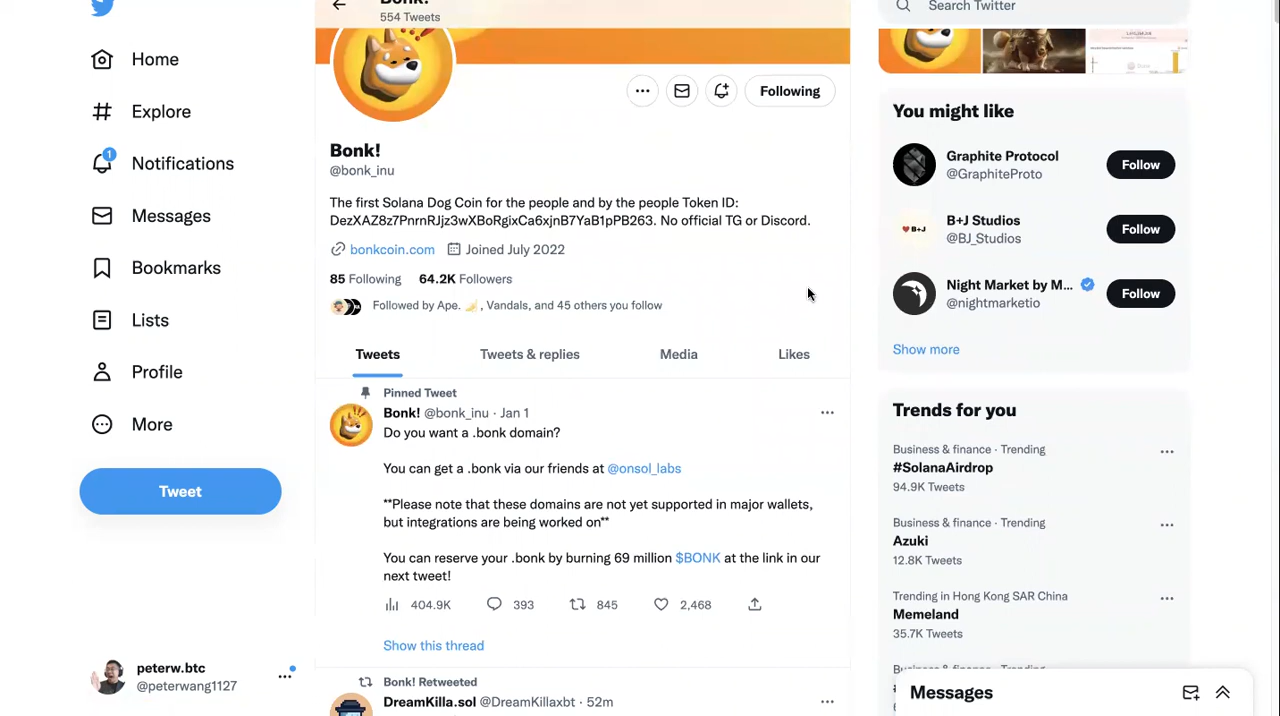 Bonk!
554 Tweets
Search Twitter
Home
Explore
1
Notifications
Messages
Bookmarks
Lists
Profile
More
Tweet
peterw.btc
@peterwang1127
Following
Bonk!
@bonk_inu
The first Solana Dog Coin for the people and by the people Token ID:
DezXAZ8z7PnrnRJjz3wXBoRgixCa6xjnB7YaB1pPB263. No official TG or Discord.
bonkcoin.com Joined July 2022
85 Following 64.2K Followers
Followed by Ape. 🍌, Vandals, and 45 others you follow
Tweets Tweets & replies Media Likes
Pinned Tweet
Bonk! @bonk_inu · Jan 1
Do you want a .bonk domain?
You can get a .bonk via our friends at @onsol_labs
**Please note that these domains are not yet supported in major wallets,
but integrations are being worked on**
You can reserve your .bonk by burning 69 million $BONK at the link in our
next tweet!
404.9K 393 845 2,468
Show this thread
Bonk! Retweeted
DreamKilla.sol @DreamKillaxbt · 52m
You might like
Graphite Protocol
@GraphiteProto
Follow
B+J
B+J Studios
@BJ_Studios
Follow
Night Market by M...
@nightmarketio
Follow
Show more
Trends for you
Business & finance · Trending
#SolanaAirdrop
94.9K Tweets
Business & finance · Trending
Azuki
12.8K Tweets
Trending in Hong Kong SAR China
Memeland
35.7K Tweets
Business & finance · Trending
Messages